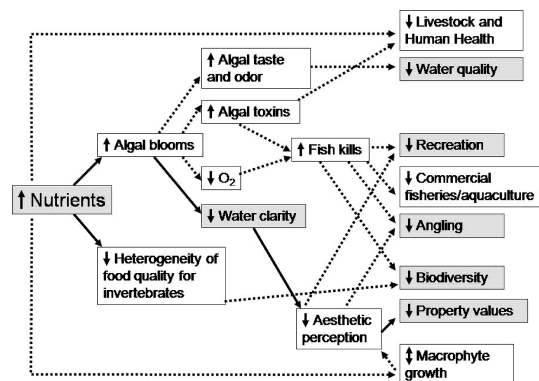 ↓ Livestock and
Human Health
↑ Algal taste
and odor
↓ Water quality
↑ Algal toxins
↑ Algal blooms
↑ Fish kills
↓ Recreation
↓ O₂
↓ Commercial
fisheries/aquaculture
↑ Nutrients
↓ Water clarity
↓ Angling
↓ Heterogeneity of
food quality for
invertebrates
↓ Biodiversity
↓ Aesthetic
perception
↓ Property values
↕ Macrophyte
growth